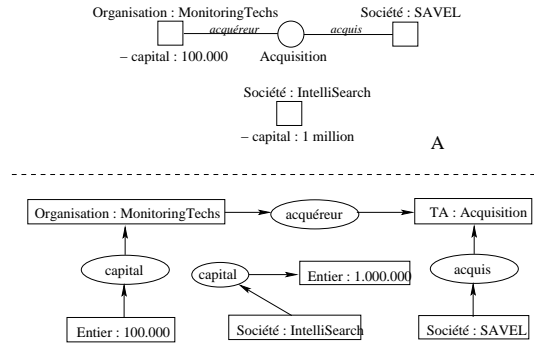 Organisation : MonitoringTechs
Société : SAVEL
acquéreur
acquis
– capital : 100.000
Acquisition
Société : IntelliSearch
– capital : 1 million
A
Organisation : MonitoringTechs
acquéreur
TA : Acquisition
capital
capital
Entier : 1.000.000
acquis
Entier : 100.000
Société : IntelliSearch
Société : SAVEL